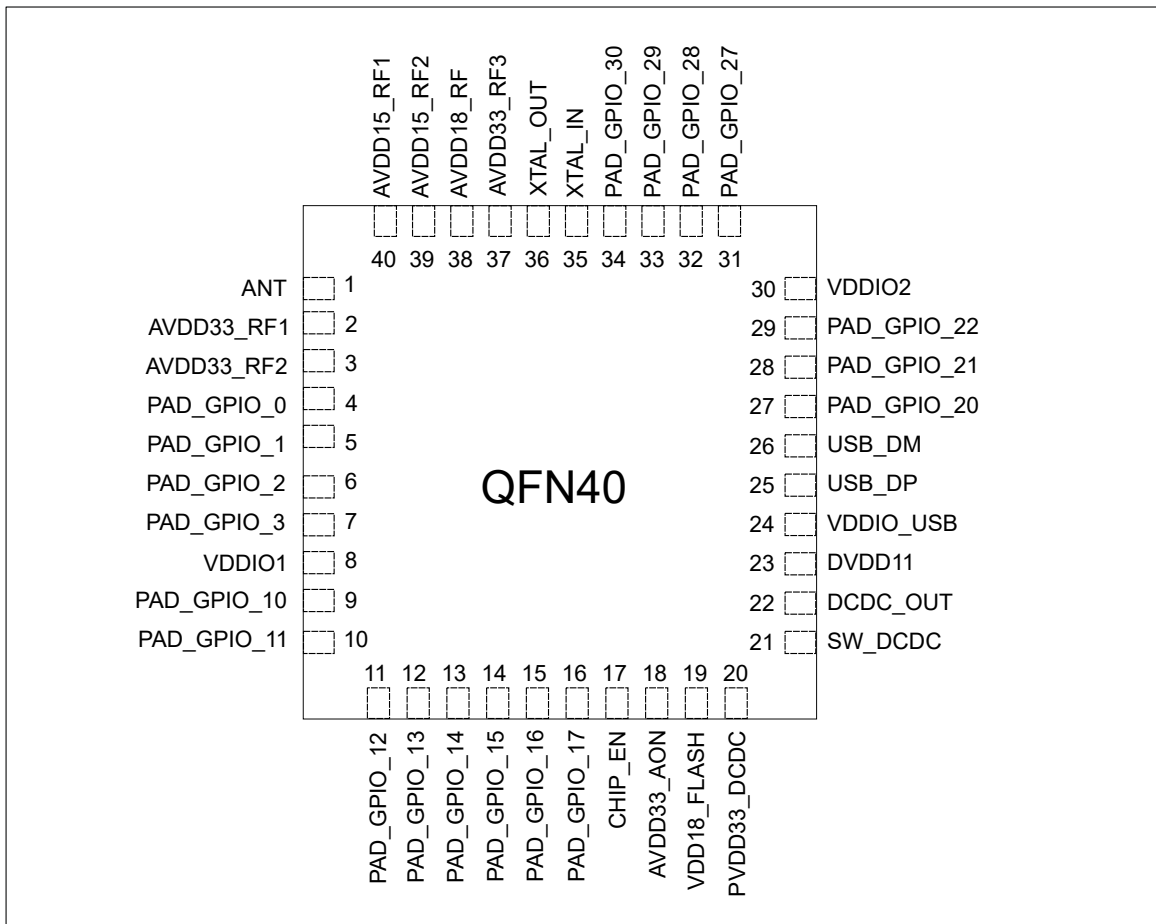 AVDD15_RF1
AVDD15_RF2
AVDD18_RF
AVDD33_RF3
XTAL_OUT
XTAL_IN
PAD_GPIO_30
PAD_GPIO_29
PAD_GPIO_28
PAD_GPIO_27
40 39 38 37 36 35 34 33 32 31
ANT 1
AVDD33_RF1 2
AVDD33_RF2 3
PAD_GPIO_0 4
PAD_GPIO_1 5
PAD_GPIO_2 6
PAD_GPIO_3 7
VDDIO1 8
PAD_GPIO_10 9
PAD_GPIO_11 10
QFN40
30 VDDIO2
29 PAD_GPIO_22
28 PAD_GPIO_21
27 PAD_GPIO_20
26 USB_DM
25 USB_DP
24 VDDIO_USB
23 DVDD11
22 DCDC_OUT
21 SW_DCDC
11 12 13 14 15 16 17 18 19 20
PAD_GPIO_12
PAD_GPIO_13
PAD_GPIO_14
PAD_GPIO_15
PAD_GPIO_16
PAD_GPIO_17
CHIP_EN
AVDD33_AON
VDD18_FLASH
PVDD33_DCDC